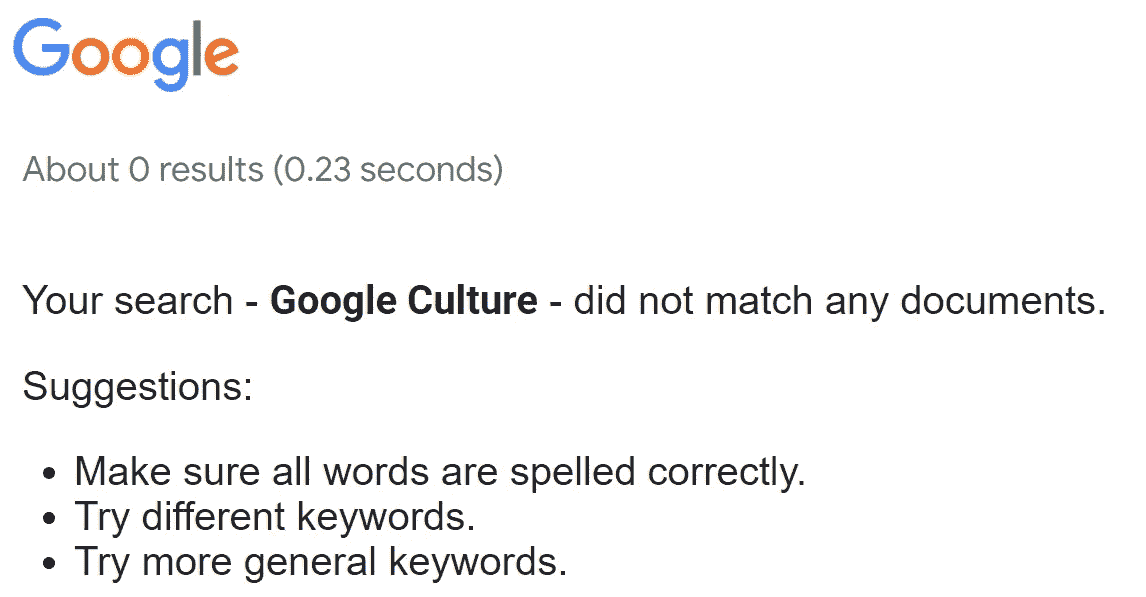 Google
About 0 results (0.23 seconds)
Your search - Google Culture - did not match any documents.
Suggestions:
• Make sure all words are spelled correctly.
• Try different keywords.
• Try more general keywords.